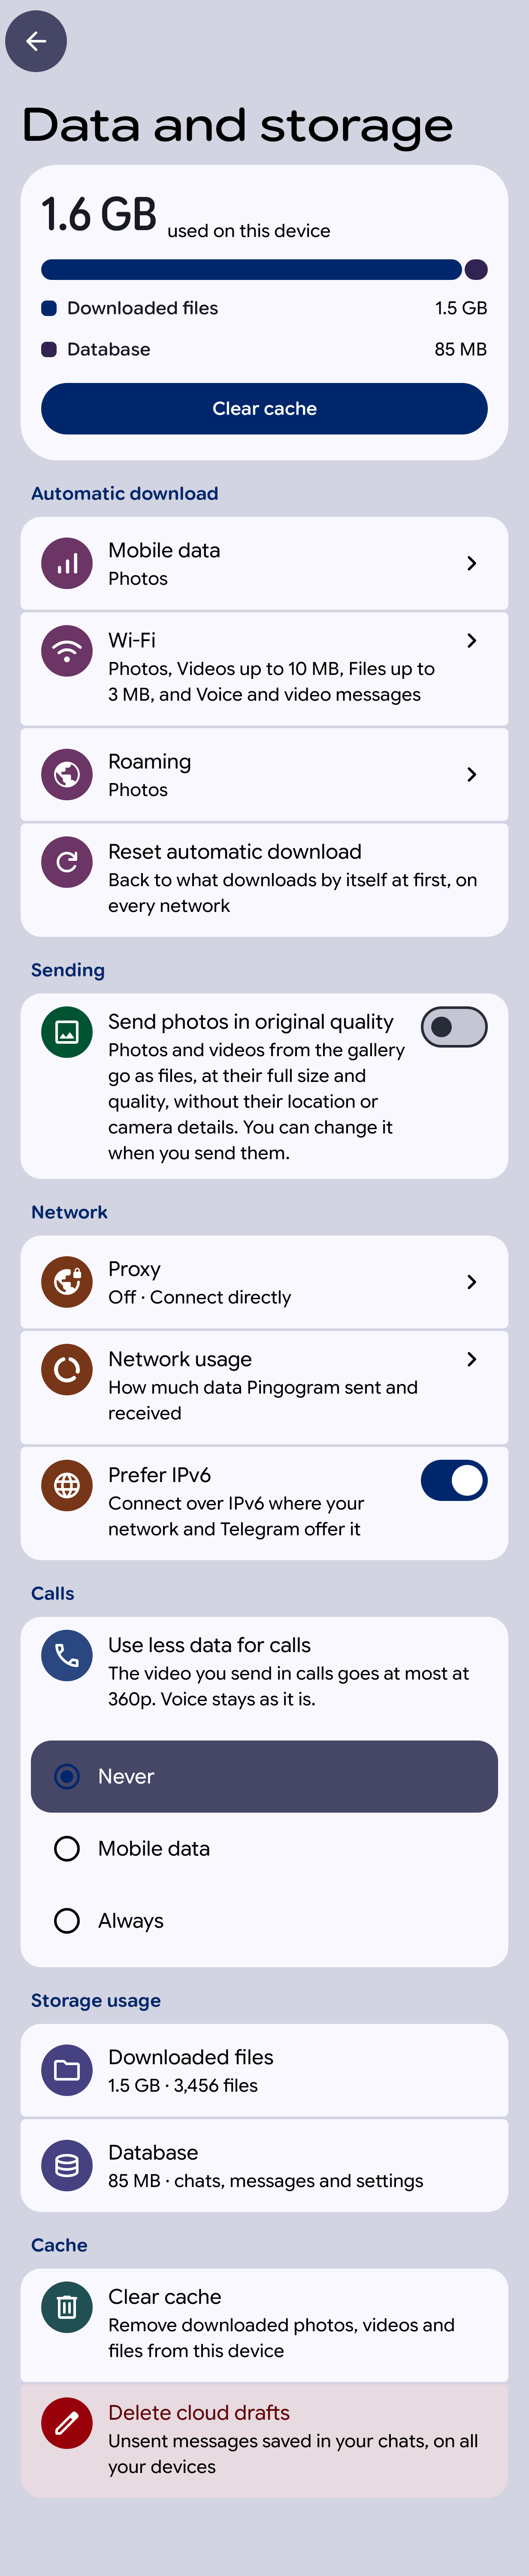 Data and storage
1.6 GB used on this device
Downloaded files 1.5 GB
Database 85 MB
Clear cache
Automatic download
Mobile data
Photos
Wi-Fi
Photos, Videos up to 10 MB, Files up to
3 MB, and Voice and video messages
Roaming
Photos
Reset automatic download
Back to what downloads by itself at first, on
every network
Sending
Send photos in original quality
Photos and videos from the gallery
go as files, at their full size and
quality, without their location or
camera details. You can change it
when you send them.
Network
Proxy
Off · Connect directly
Network usage
How much data Pingogram sent and
received
Prefer IPv6
Connect over IPv6 where your
network and Telegram offer it
Calls
Use less data for calls
The video you send in calls goes at most at
360p. Voice stays as it is.
Never
Mobile data
Always
Storage usage
Downloaded files
1.5 GB · 3,456 files
Database
85 MB · chats, messages and settings
Cache
Clear cache
Remove downloaded photos, videos and
files from this device
Delete cloud drafts
Unsent messages saved in your chats, on all
your devices